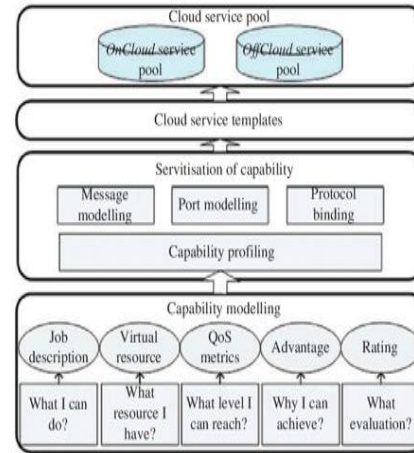 Cloud service pool
OnCloud service
pool
OffCloud service
pool
Cloud service templates
Servitisation of capability
Message
modelling
Port modelling
Protocol
binding
Capability profiling
Capability modelling
Job
description
Virtual
resource
QoS
metrics
Advantage
Rating
What I can
do?
What
resource I
have?
What level I
can reach?
Why I can
achieve?
What
evaluation?